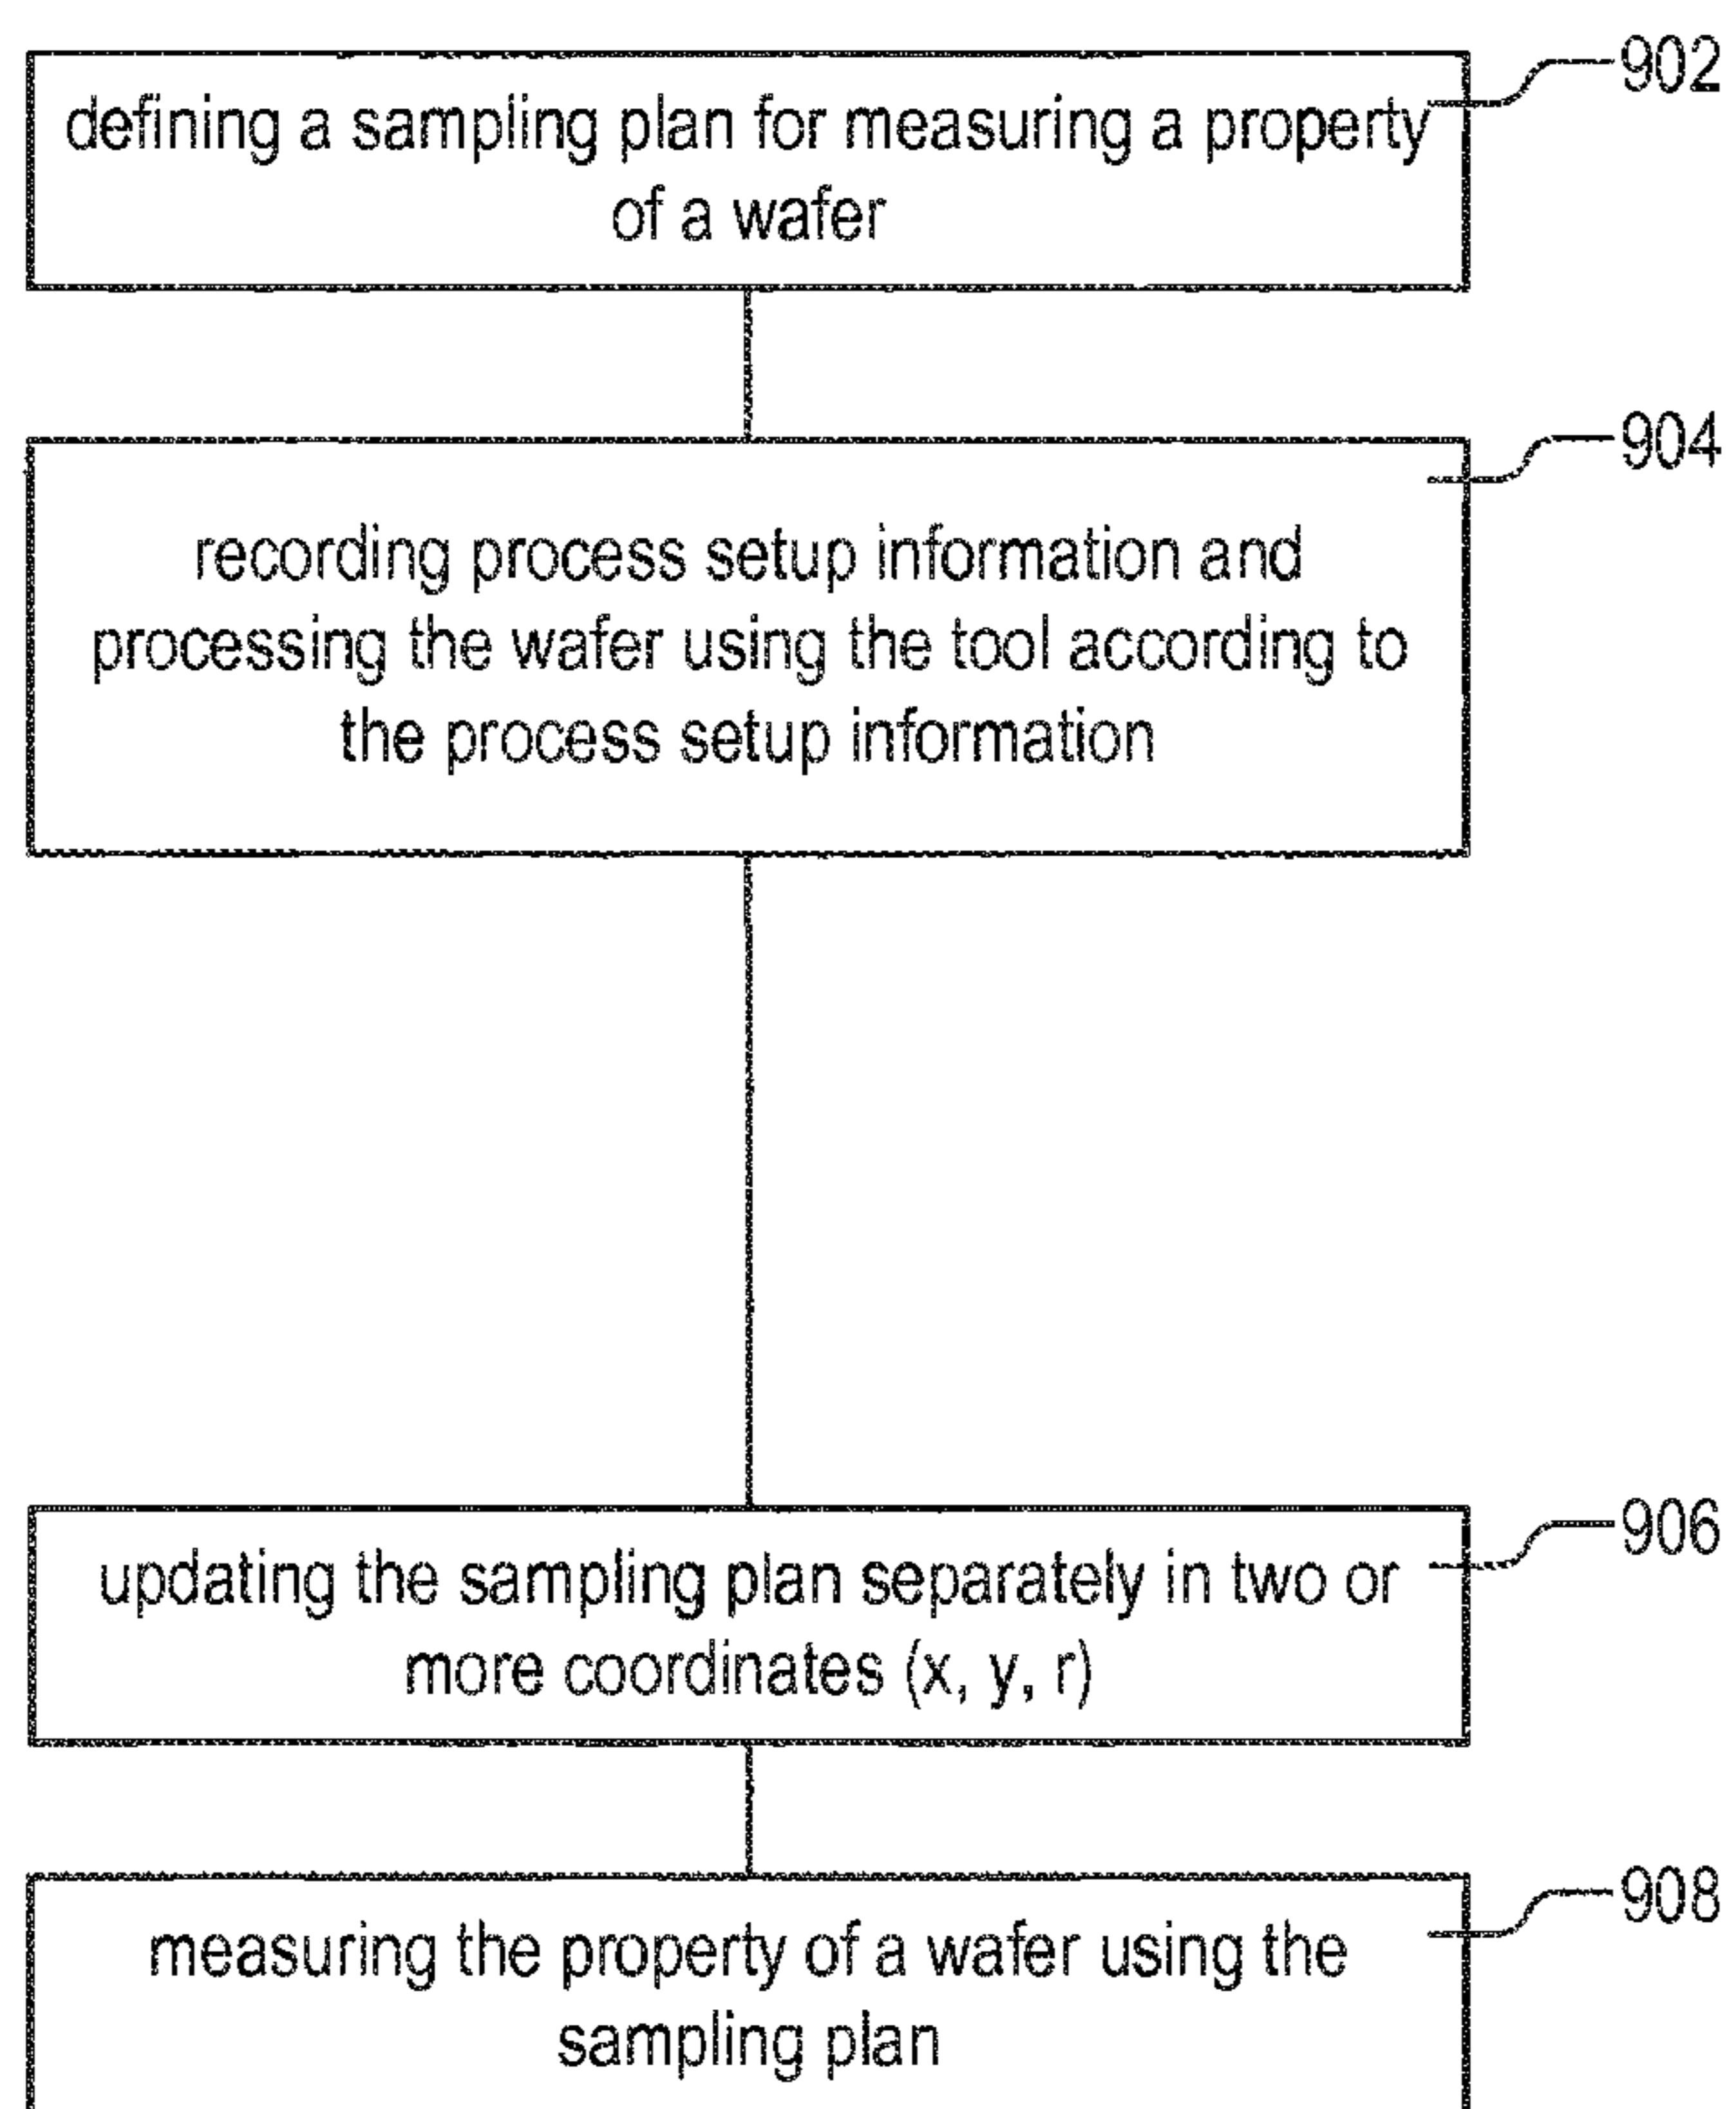 902
defining a sampling plan for measuring a property
of a wafer
904
recording process setup information and
processing the wafer using the tool according to
the process setup information
906
updating the sampling plan separately in two or
more coordinates (x, y, r)
908
measuring the property of a wafer using the
sampling plan